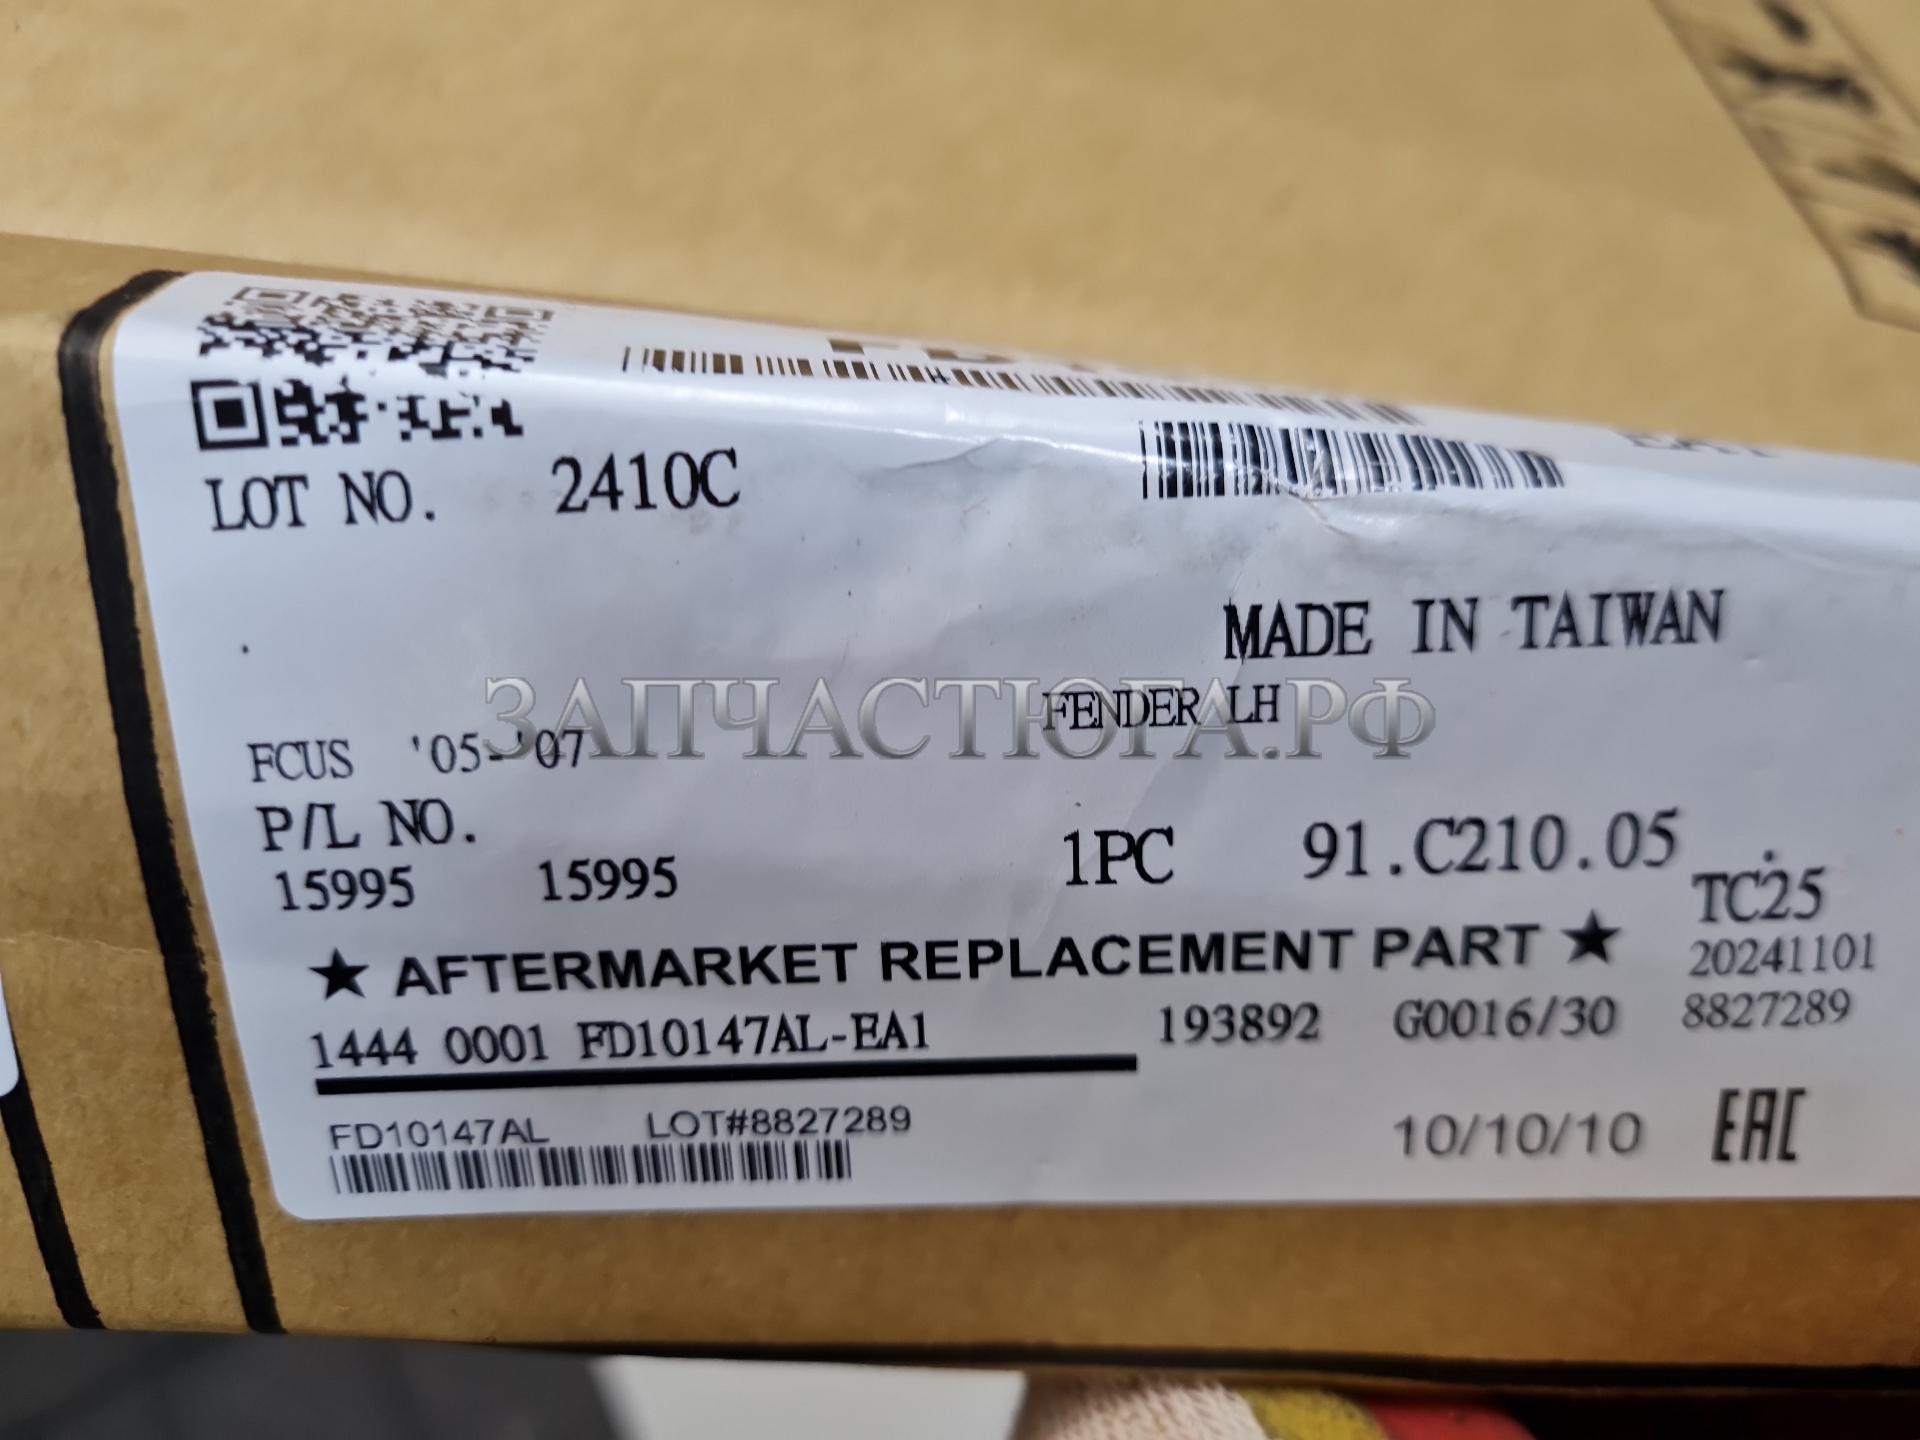 LOT NO. 2410C
MADE IN TAIWAN
ЗАПЧАСТЮГА.РФ
FENDER LH
FCUS '05-'07
P/L NO.
15995 15995 1PC 91.C210.05
TC25
★ AFTERMARKET REPLACEMENT PART ★ 20241101
1444 0001 FD10147AL-EA1 193892 G0016/30 8827289
FD10147AL LOT#8827289
10/10/10 EAC